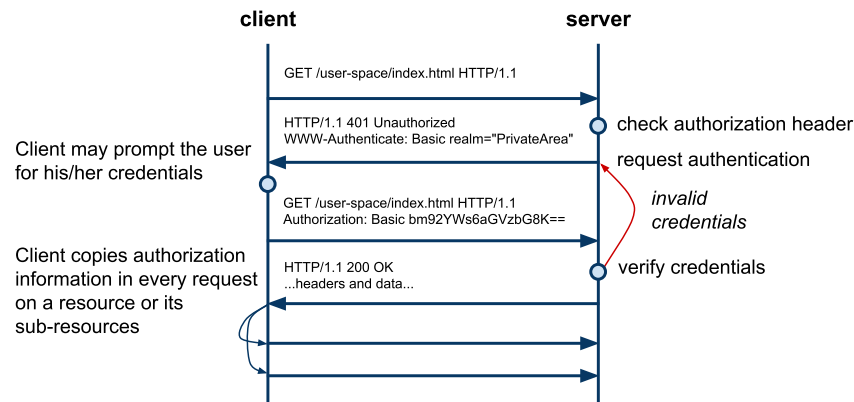 client
server
GET /user-space/index.html HTTP/1.1
HTTP/1.1 401 Unauthorized
WWW-Authenticate: Basic realm="PrivateArea"
check authorization header
request authentication
Client may prompt the user
for his/her credentials
GET /user-space/index.html HTTP/1.1
Authorization: Basic bm92YWs6aGVzbG8K==
invalid
credentials
Client copies authorization
information in every request
on a resource or its
sub-resources
HTTP/1.1 200 OK
...headers and data...
verify credentials